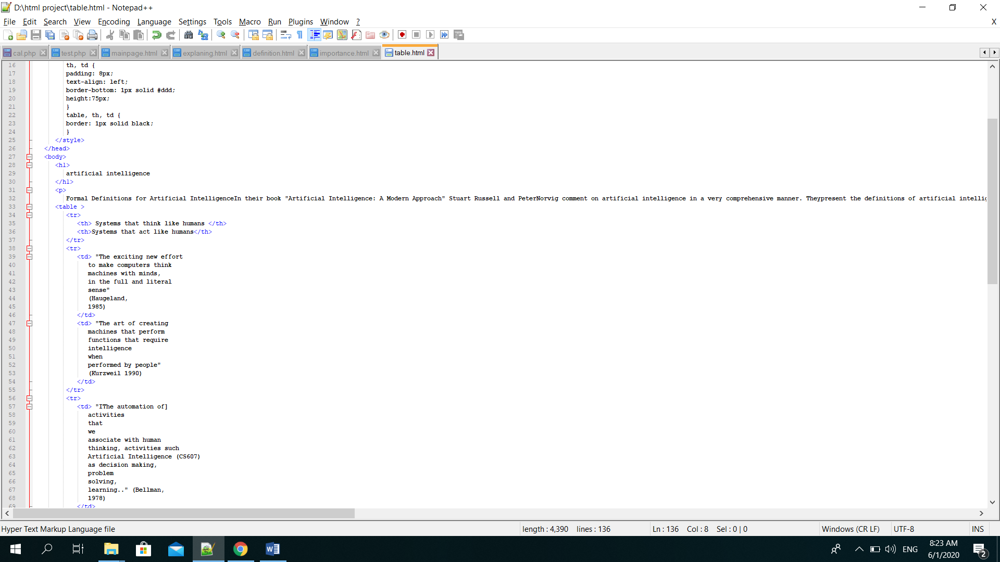 D:\html project\table.html - Notepad++
File Edit Search View Encoding Language Settings Tools Macro Run Plugins Window ? X
cal.php test.php mainpage.html explaning.html definition.html importance.html table.html
16 th, td {
17 padding: 8px;
18 text-align: left;
19 border-bottom: 1px solid #ddd;
20 height:75px;
21 }
22 table, th, td {
23 border: 1px solid black;
24 }
25 </style>
26 </head>
27 <body>
28 <h1>
29 artificial intelligence
30 </h1>
31 <p>
32 Formal Definitions for Artificial IntelligenceIn their book "Artificial Intelligence: A Modern Approach" Stuart Russell and PeterNorvig comment on artificial intelligence in a very comprehensive manner. Theypresent the definitions of artificial intellig
33 <table >
34 <tr>
35 <th> Systems that think like humans </th>
36 <th>Systems that act like humans</th>
37 </tr>
38 <tr>
39 <td> "The exciting new effort
40 to make computers think
41 machines with minds,
42 in the full and literal
43 sense"
44 (Haugeland,
45 1985)
46 </td>
47 <td> "The art of creating
48 machines that perform
49 functions that require
50 intelligence
51 when
52 performed by people"
53 (Kurzweil 1990)
54 </td>
55 </tr>
56 <tr>
57 <td> "IThe automation of]
58 activities
59 that
60 we
61 associate with human
62 thinking, activities such
63 Artificial Intelligence (CS607)
64 as decision making,
65 problem
66 solving,
67 learning.." (Bellman,
68 1978)
69 </td>
Hyper Text Markup Language file length : 4,390 lines : 136 Ln : 136 Col : 8 Sel : 0 | 0 Windows (CR LF) UTF-8 INS
ENG 8:23 AM
6/1/2020 2